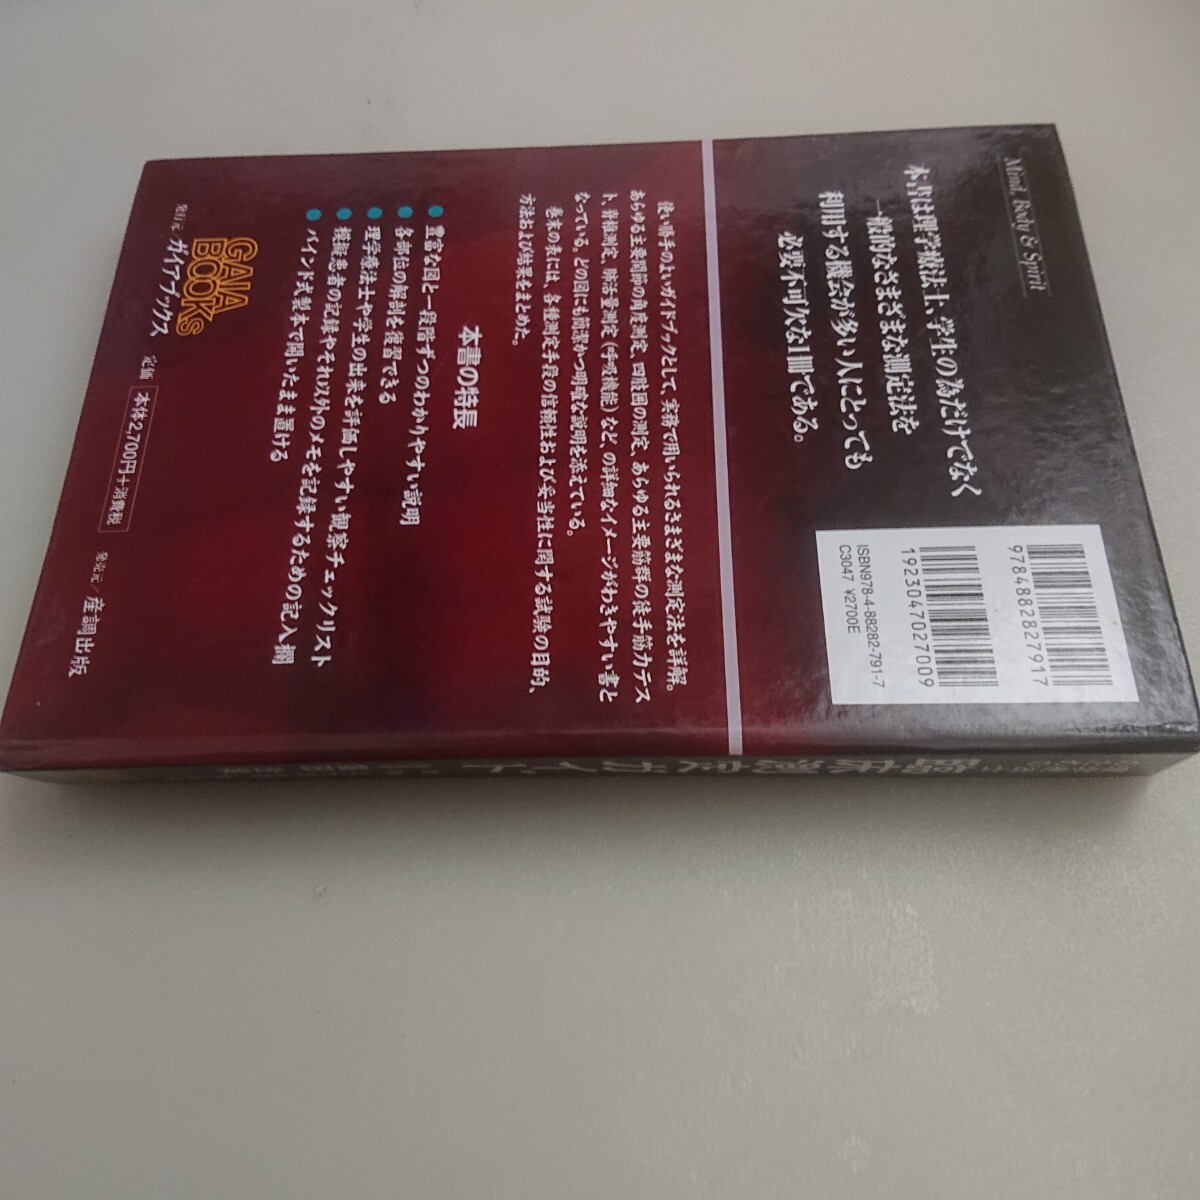 Mind, Body & Spirit
本書は理学療法士、学生の為だけでなく
一般的なさまざまな測定法を
利用する機会が多い人にとっても
必要不可欠な1冊である。
9784882827917
1923047027009
ISBN978-4-88282-791-7
C3047 ¥2700E
使い勝手のよいガイドブックとして、実務で用いられるさまざまな測定法を詳解。
あらゆる主要関節の角度測定、四肢囲の測定、あらゆる主要筋群の徒手筋力テス
ト、脊椎測定、肺活量測定(呼吸機能)など、の詳細なイメージがわきやすい書と
なっている。どの図にも簡潔かつ明確な説明を添えている。
巻末の表には、各種測定手段の信頼性および妥当性に関する試験の目的、
方法および結果をまとめた。
本書の特長
● 豊富な図と一段階ずつのわかりやすい説明
● 各部位の解剖を復習できる
● 理学療法士や学生の出来を評価しやすい観察チェックリスト
● 模擬患者の記録やそれ以外のメモを記録するための記入欄
● バインド式製本で開いたまま置ける
GAIA
BOOKS
発行元 ガイアブックス 定価 本体2,700円+消費税 発売元 産調出版
臨床測定ガイド